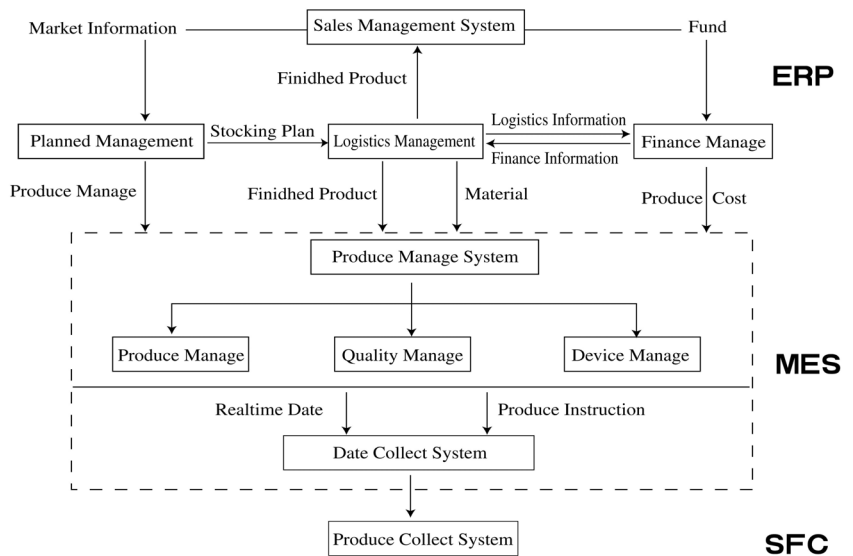 Market Information
Sales Management System
Fund
Finidhed Product
ERP
Planned Management
Stocking Plan
Logistics Management
Logistics Information
Finance Information
Finance Manage
Produce Manage
Finidhed Product
Material
Produce Cost
Produce Manage System
Produce Manage
Quality Manage
Device Manage
MES
Realtime Date
Produce Instruction
Date Collect System
Produce Collect System
SFC